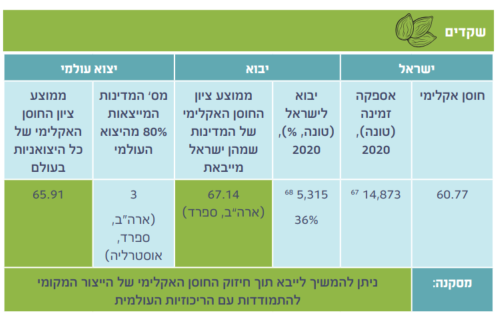 שקדים
ישראל
יבוא
יצוא עולמי
חוסן אקלימי
אספקה
זמינה
(טונה),
2020
יבוא
לישראל
(טונה, %),
2020
ממוצע ציון
החוסן האקלימי
של המדינות
שמהן ישראל
מייבאת
מס' המדינות
המייצאות
80% מהיצוא
העולמי
ממוצע
ציון החוסן
האקלימי של
כל היצואניות
בעולם
60.77
14,873 67
5,315 68
36%
67.14
(ארה"ב, ספרד)
3
(ארה"ב,
ספרד,
אוסטרליה)
65.91
מסקנה:
ניתן להמשיך לייבא תוך חיזוק החוסן האקלימי של הייצור המקומי
להתמודדות עם הריכוזיות העולמית